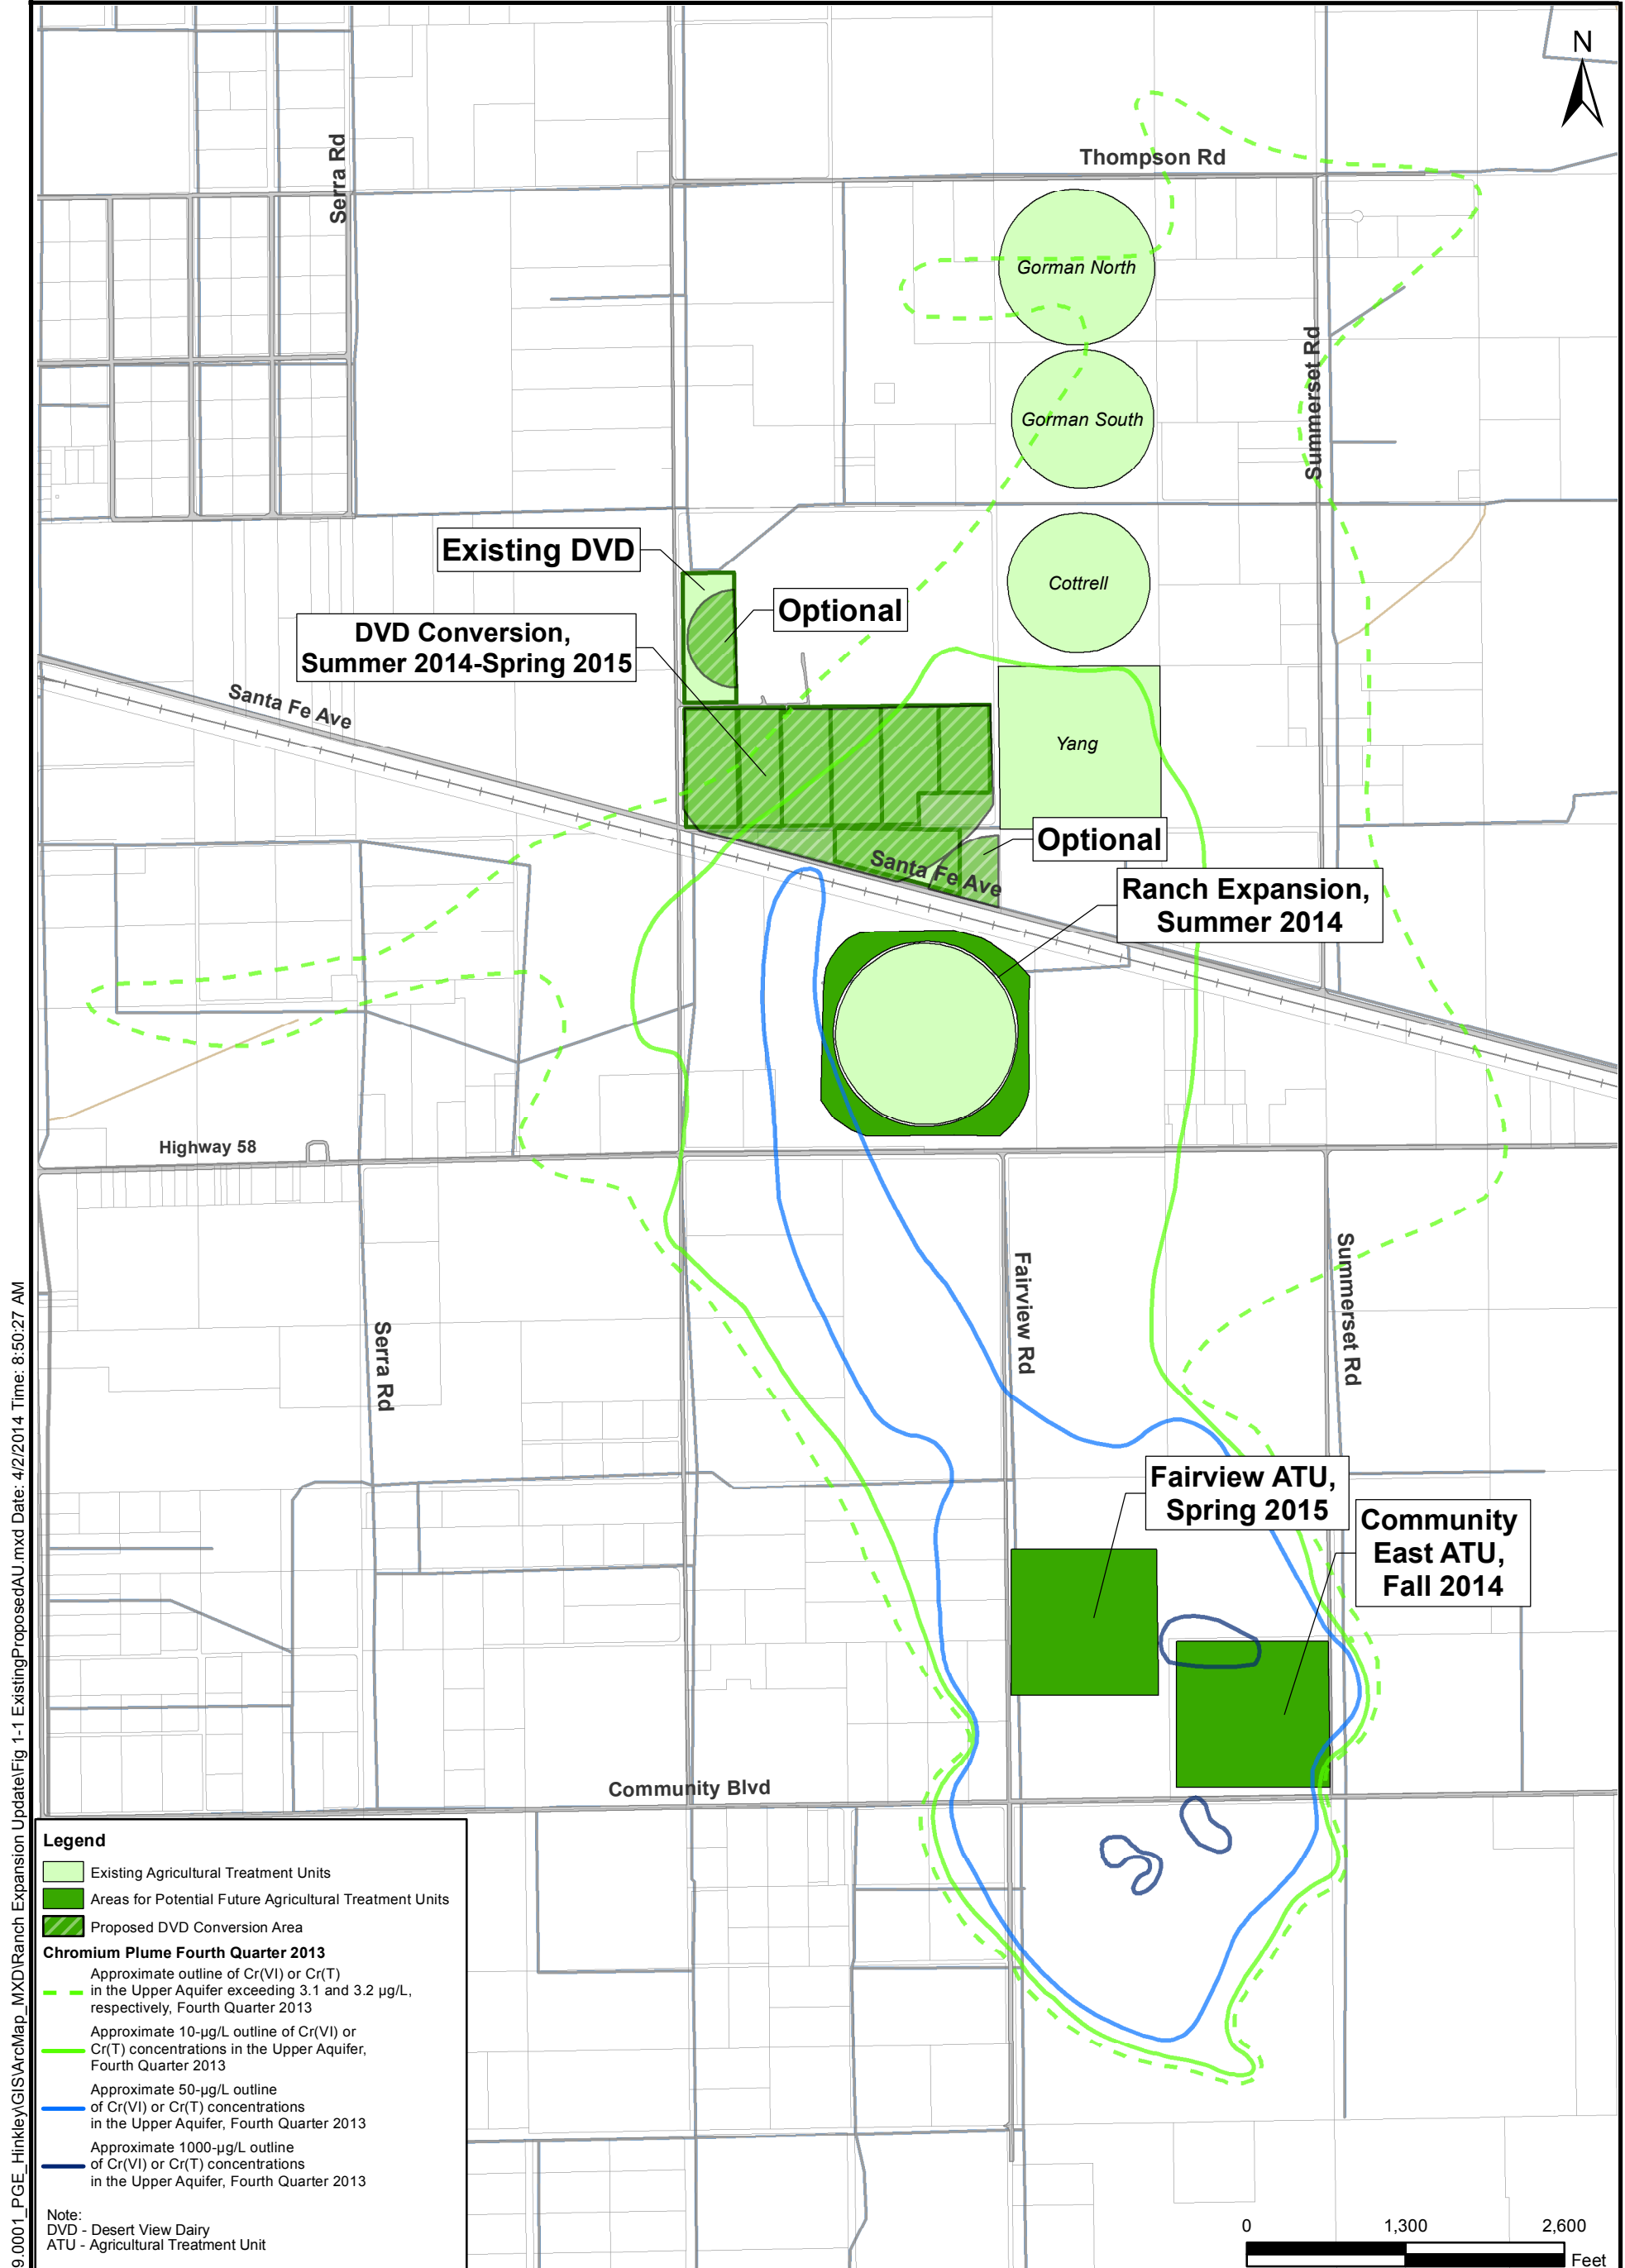 N
Thompson Rd
Serra Rd
Gorman North
Summerset Rd
Gorman South
Existing DVD
Cottrell
Optional
DVD Conversion,
Summer 2014-Spring 2015
Santa Fe Ave
Yang
Optional
Santa Fe Ave
Ranch Expansion,
Summer 2014
Highway 58
Fairview Rd
Summerset Rd
Serra Rd
Fairview ATU,
Spring 2015
Community
East ATU,
Fall 2014
Community Blvd
9.0001_PGE_Hinkley\GIS\ArcMap_MXD\Ranch Expansion Update\Fig 1-1 ExistingProposedAU.mxd Date: 4/2/2014 Time: 8:50:27 AM
Legend
Existing Agricultural Treatment Units
Areas for Potential Future Agricultural Treatment Units
Proposed DVD Conversion Area
Chromium Plume Fourth Quarter 2013
Approximate outline of Cr(VI) or Cr(T)
in the Upper Aquifer exceeding 3.1 and 3.2 µg/L,
respectively, Fourth Quarter 2013
Approximate 10-µg/L outline of Cr(VI) or
Cr(T) concentrations in the Upper Aquifer,
Fourth Quarter 2013
Approximate 50-µg/L outline
of Cr(VI) or Cr(T) concentrations
in the Upper Aquifer, Fourth Quarter 2013
Approximate 1000-µg/L outline
of Cr(VI) or Cr(T) concentrations
in the Upper Aquifer, Fourth Quarter 2013
Note:
DVD - Desert View Dairy
ATU - Agricultural Treatment Unit
0 1,300 2,600
Feet